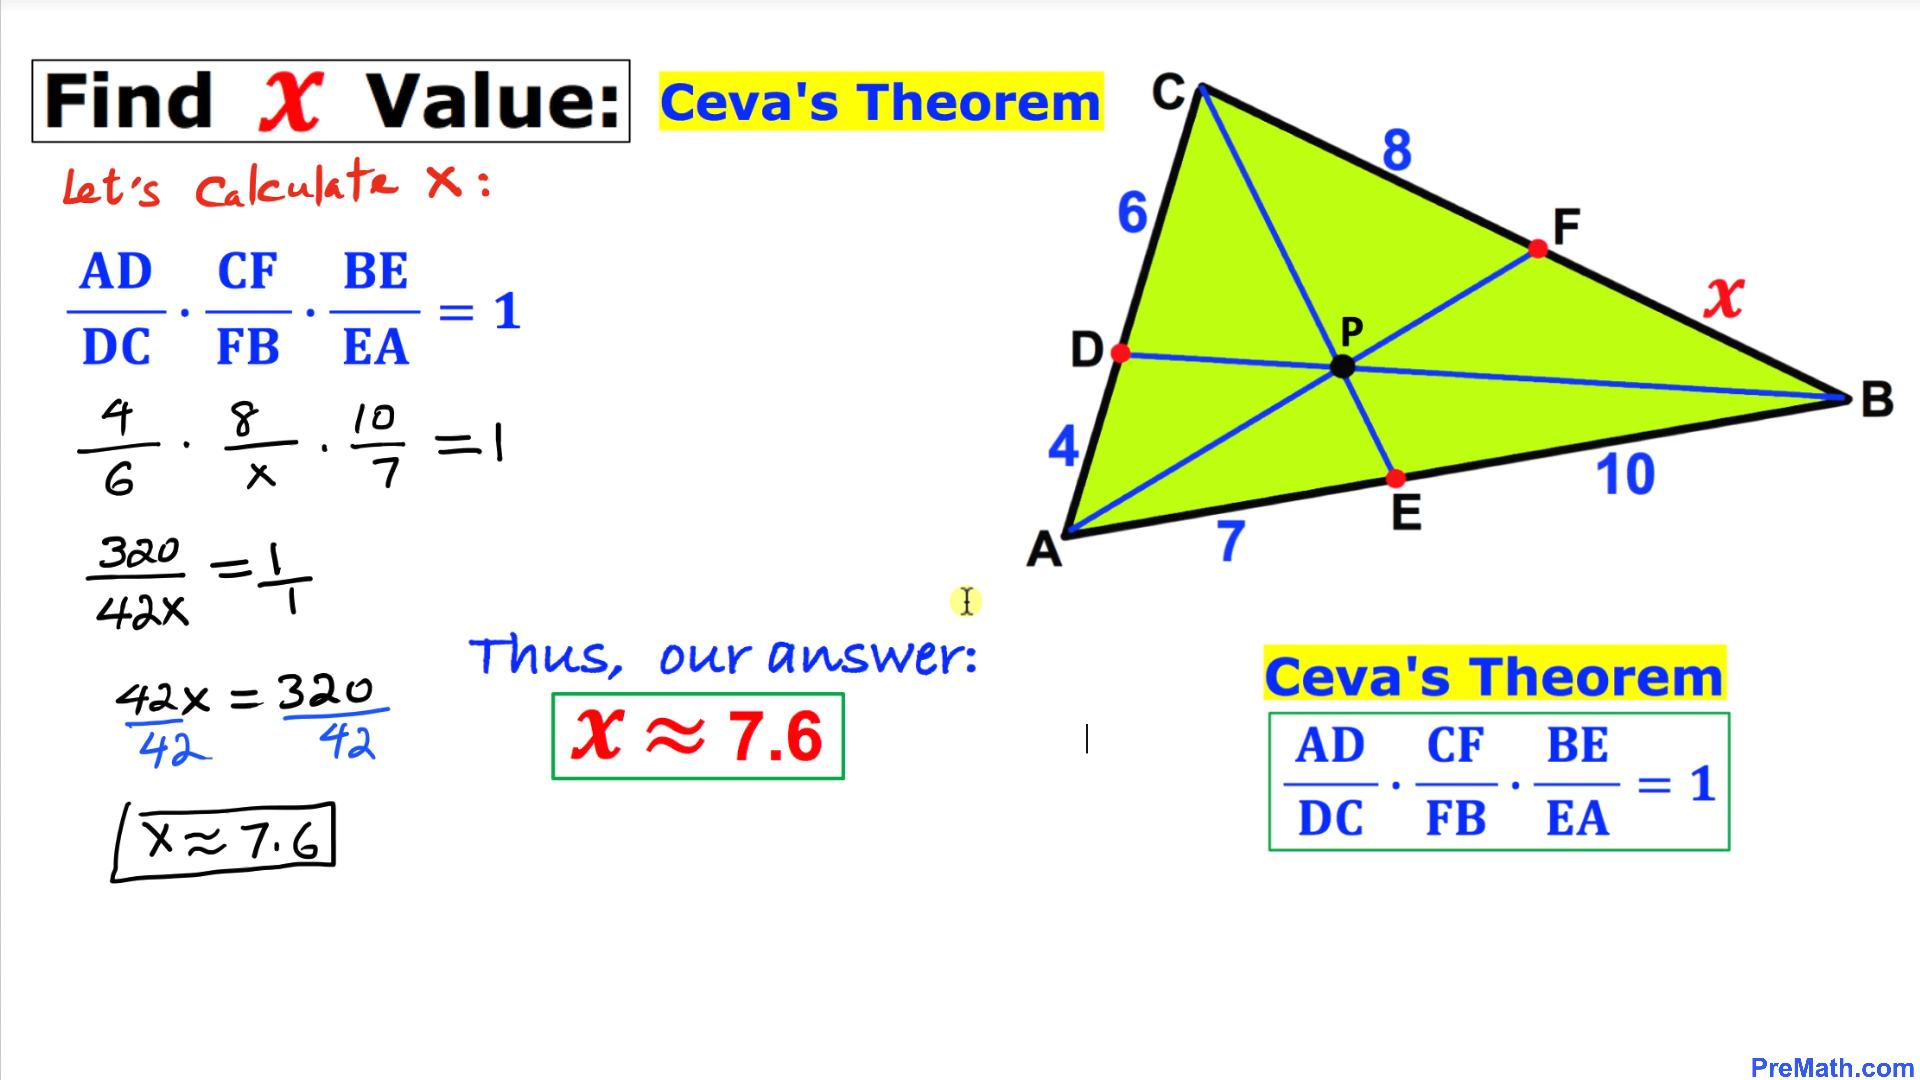 Find x Value:
Ceva's Theorem
Let's Calculate x:
AD/DC · CF/FB · BE/EA = 1
4/6 · 8/x · 10/7 = 1
320/42x = 1/1
42x = 320
42 42
x ≈ 7.6
Thus, our answer:
x ≈ 7.6
C
8
6
F
x
D
P
B
4
10
E
7
A
Ceva's Theorem
AD/DC · CF/FB · BE/EA = 1
PreMath.com